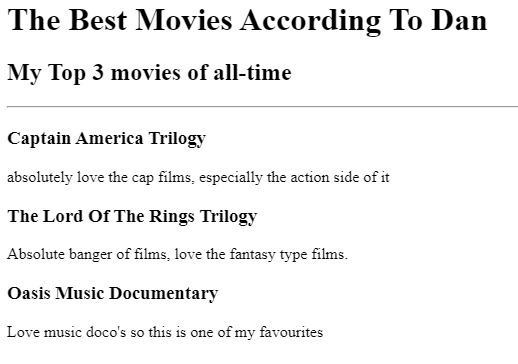 The Best Movies According To Dan
My Top 3 movies of all-time
Captain America Trilogy
absolutely love the cap films, especially the action side of it
The Lord Of The Rings Trilogy
Absolute banger of films, love the fantasy type films.
Oasis Music Documentary
Love music doco's so this is one of my favourites